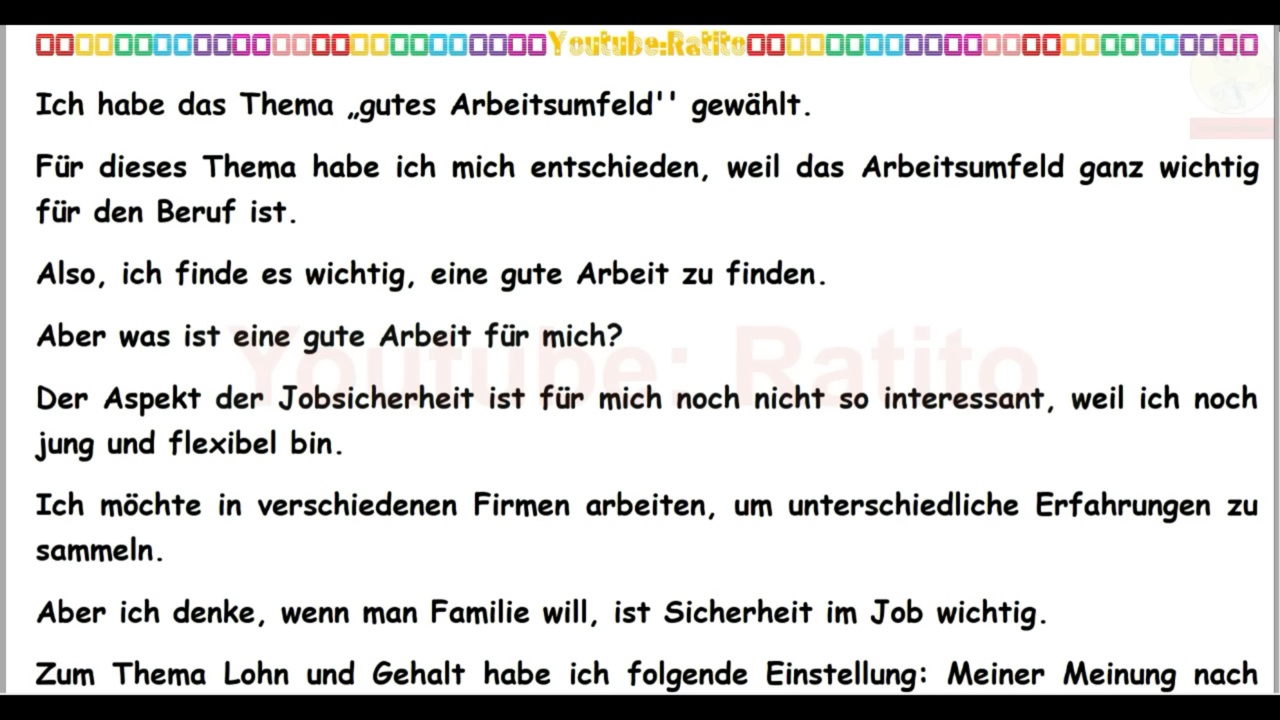 Youtube:Ratito
Ich habe das Thema „gutes Arbeitsumfeld'' gewählt.
Für dieses Thema habe ich mich entschieden, weil das Arbeitsumfeld ganz wichtig
für den Beruf ist.
Also, ich finde es wichtig, eine gute Arbeit zu finden.
Aber was ist eine gute Arbeit für mich?
Youtube: Ratito
Der Aspekt der Jobsicherheit ist für mich noch nicht so interessant, weil ich noch
jung und flexibel bin.
Ich möchte in verschiedenen Firmen arbeiten, um unterschiedliche Erfahrungen zu
sammeln.
Aber ich denke, wenn man Familie will, ist Sicherheit im Job wichtig.
Zum Thema Lohn und Gehalt habe ich folgende Einstellung: Meiner Meinung nach